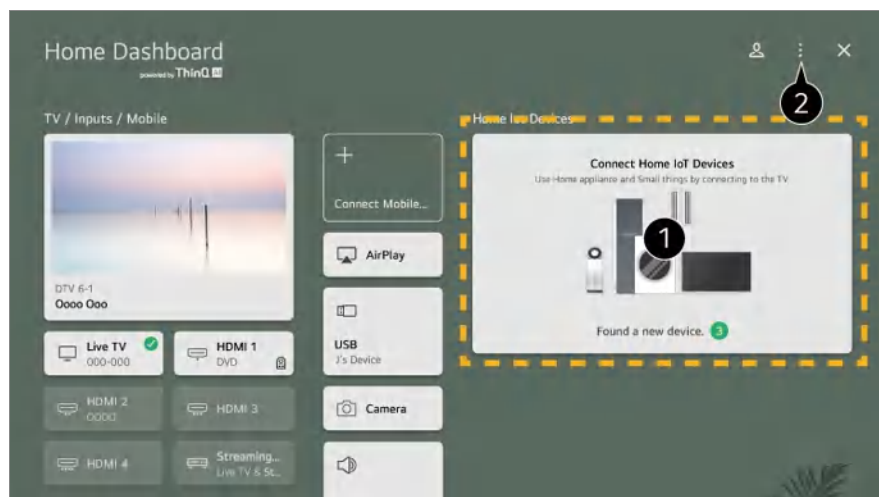 Home Dashboard
powered by ThinQ AI
2
TV / Inputs / Mobile
Home IoT Devices
Connect Mobile...
AirPlay
USB
J's Device
Camera
Connect Home IoT Devices
Use Home appliance and Small things by connecting to the TV
1
Found a new device. 3
DTV 6-1
Oooo Ooo
Live TV
000-000
HDMI 1
DVD
HDMI 2
OOOO
HDMI 3
HDMI 4
Streaming...
Live TV & St...